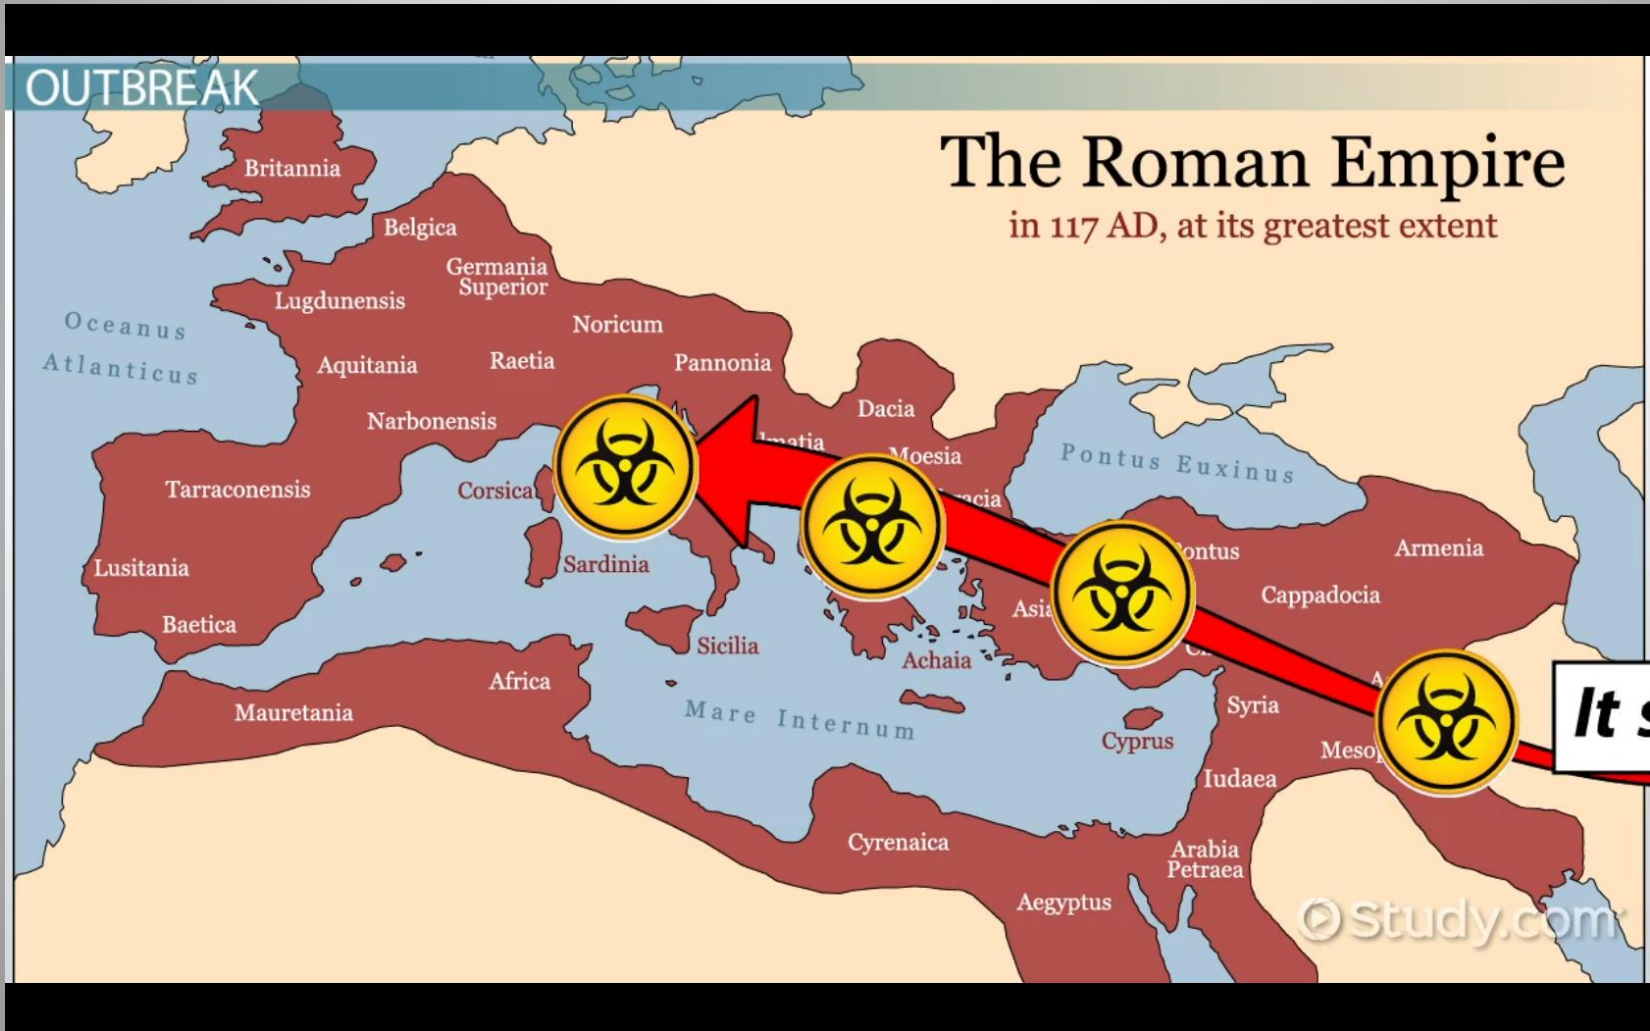 OUTBREAK
The Roman Empire
in 117 AD, at its greatest extent
Britannia
Belgica
Germania
Superior
Lugdunensis
Oceanus
Atlanticus
Noricum
Aquitania
Raetia
Pannonia
Dacia
Narbonensis
Moesia
Pontus Euxinus
Tarraconensis
Corsica
Armenia
Lusitania
Sardinia
Cappadocia
Baetica
Sicilia
Achaia
Africa
Mauretania
Mare Internum
Syria
Cyprus
It
Iudaea
Cyrenaica
Arabia
Petraea
Aegyptus
Study.com